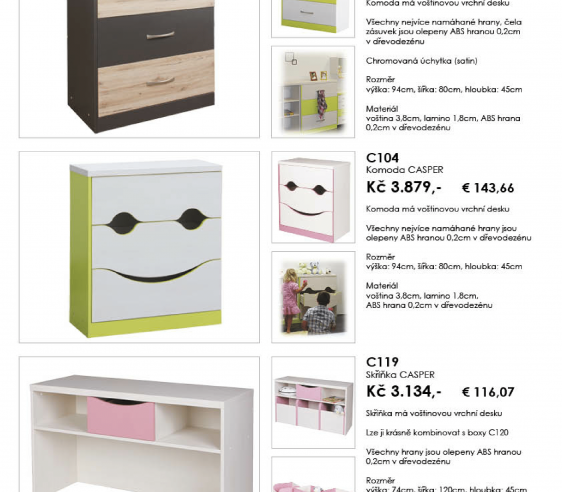 Komoda má voštinovou vrchní desku
Všechny nejvíce namáhané hrany, čela
zásuvek jsou olepeny ABS hranou 0,2cm
v dřevodezénu
Chromovaná úchytka (satin)
Rozměr
výška: 94cm, šířka: 80cm, hloubka: 45cm
Materiál
voština 3,8cm, lamino 1,8cm, ABS hrana
0,2cm v dřevodezénu
C104
Komoda CASPER
Kč 3.879,- € 143,66
Komoda má voštinovou vrchní desku
Všechny nejvíce namáhané hrany jsou
olepeny ABS hranou 0,2cm v dřevodezénu
Rozměr
výška: 94cm, šířka: 80cm, hloubka: 45cm
Materiál
voština 3,8cm, lamino 1,8cm,
ABS hrana 0,2cm v dřevodezénu
C119
Skříňka CASPER
Kč 3.134,- € 116,07
Skříňka má voštinovou vrchní desku
Lze ji krásně kombinovat s boxy C120
Všechny hrany jsou olepeny ABS hranou
0,2cm v dřevodezénu
Rozměr
výška: 74cm, šířka: 120cm, hloubka: 45cm